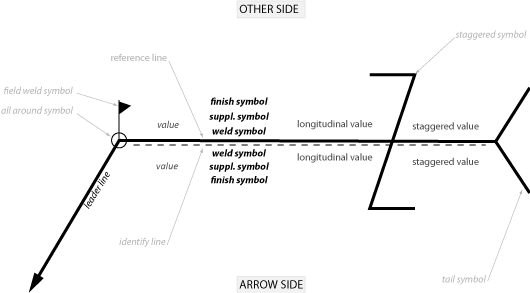 OTHER SIDE
staggered symbol
reference line
field weld symbol
all around symbol
finish symbol
suppl. symbol
weld symbol
value
longitudinal value
staggered value
value
weld symbol
suppl. symbol
finish symbol
longitudinal value
staggered value
leader line
identify line
tail symbol
ARROW SIDE